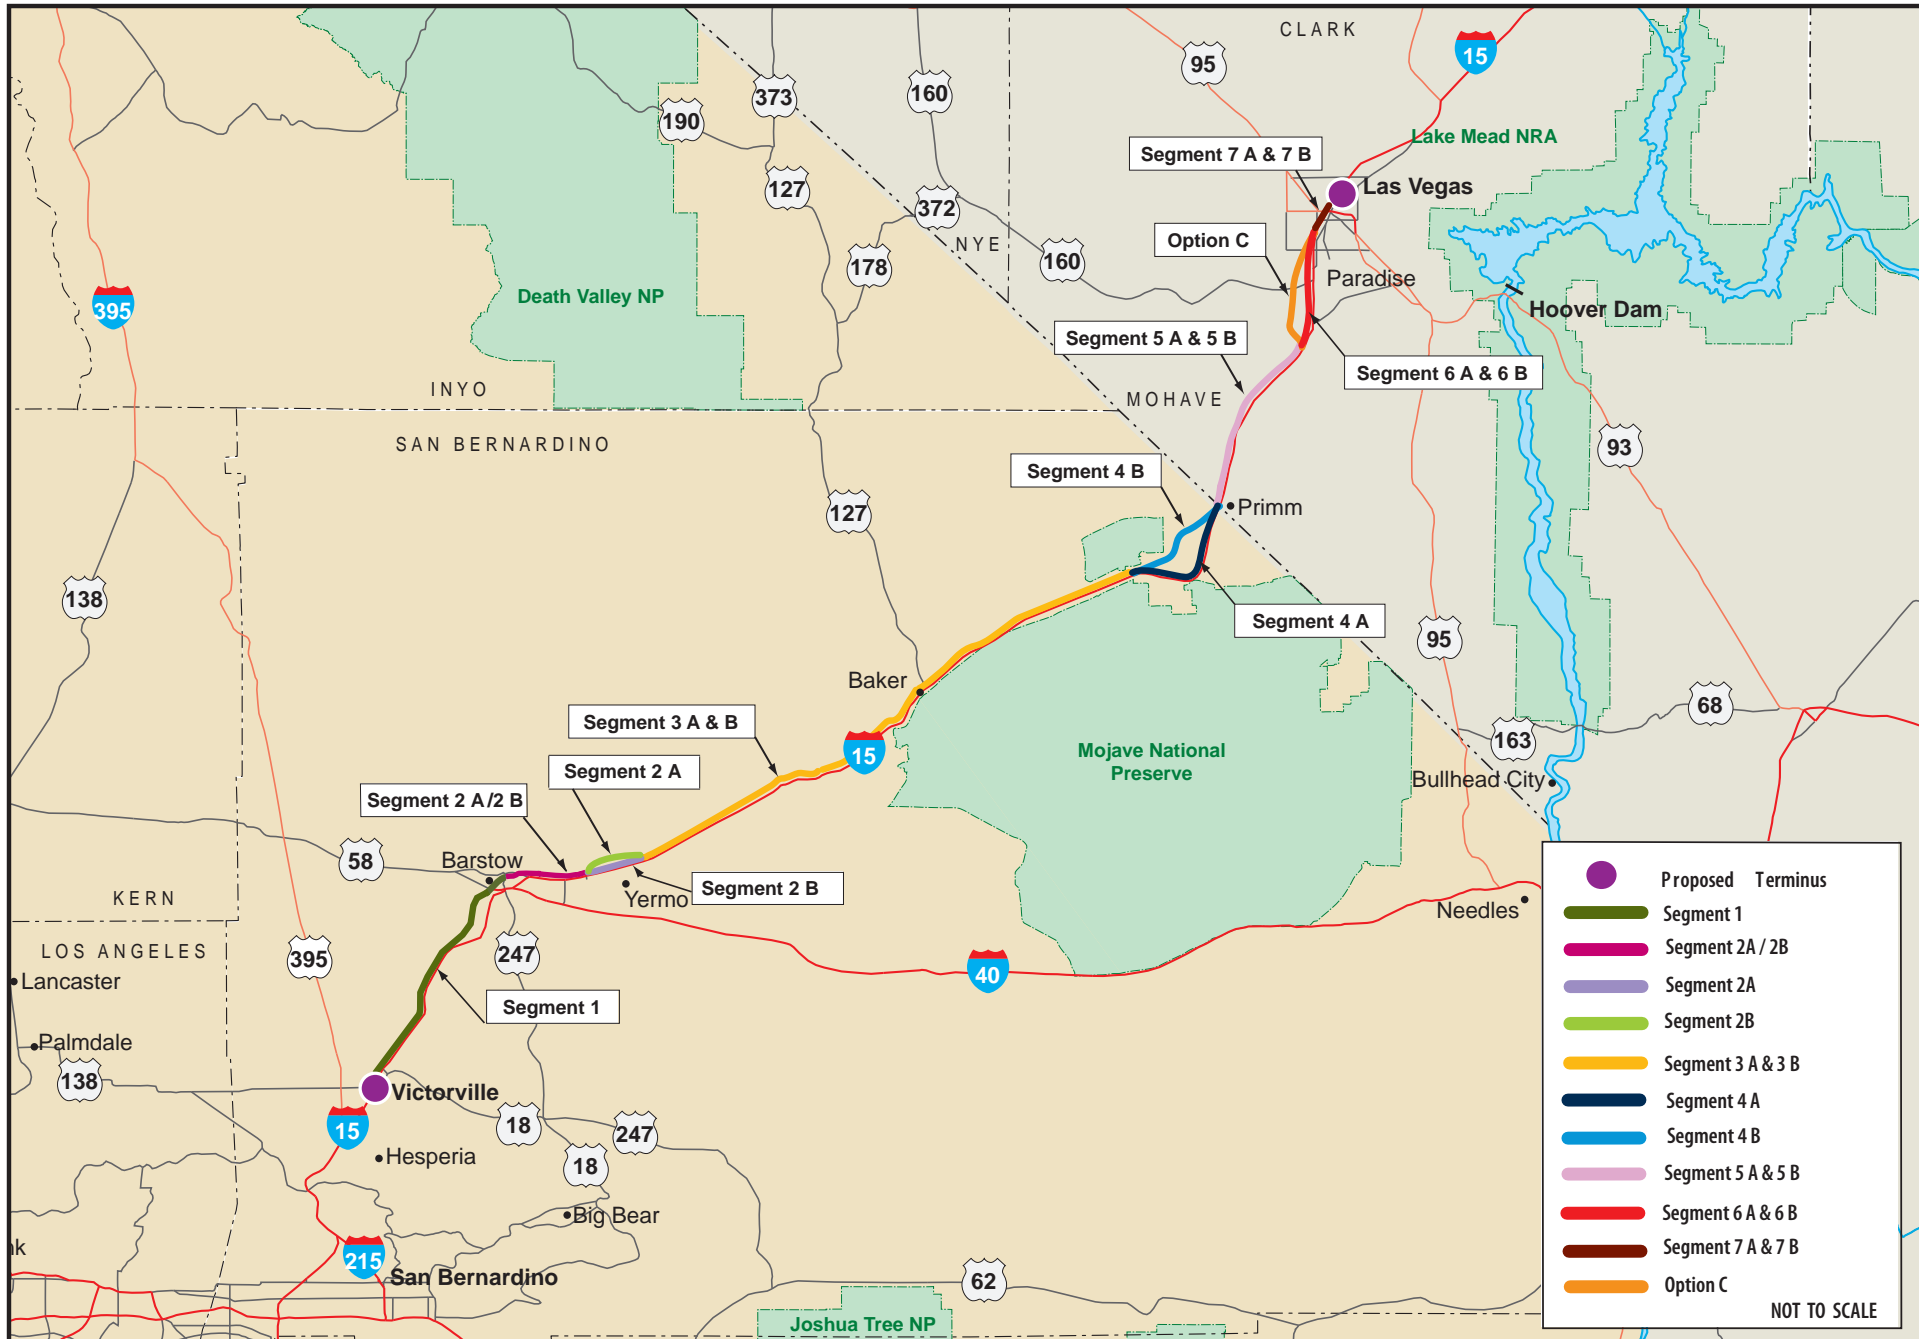 CLARK
15
95
373
160
190
Lake Mead NRA
Segment 7 A & 7 B
127
Las Vegas
372
NYE
Option C
160
178
Paradise
Death Valley NP
395
Hoover Dam
Segment 5 A & 5 B
Segment 6 A & 6 B
INYO
MOHAVE
SAN BERNARDINO
93
Segment 4 B
127
Primm
138
Segment 4 A
95
Baker
68
Segment 3 A & B
163
15
Mojave National
Preserve
Segment 2 A
Bullhead City
Segment 2 A /2 B
58
Barstow
Segment 2 B
Yermo
KERN
Needles
LOS ANGELES
395
247
40
Lancaster
Segment 1
Palmdale
138
Victorville
15
18
247
Hesperia
18
Big Bear
nk
215
San Bernardino
62
Joshua Tree NP
Proposed Terminus
Segment 1
Segment 2A / 2B
Segment 2A
Segment 2B
Segment 3 A & 3 B
Segment 4 A
Segment 4 B
Segment 5 A & 5 B
Segment 6 A & 6 B
Segment 7 A & 7 B
Option C
NOT TO SCALE